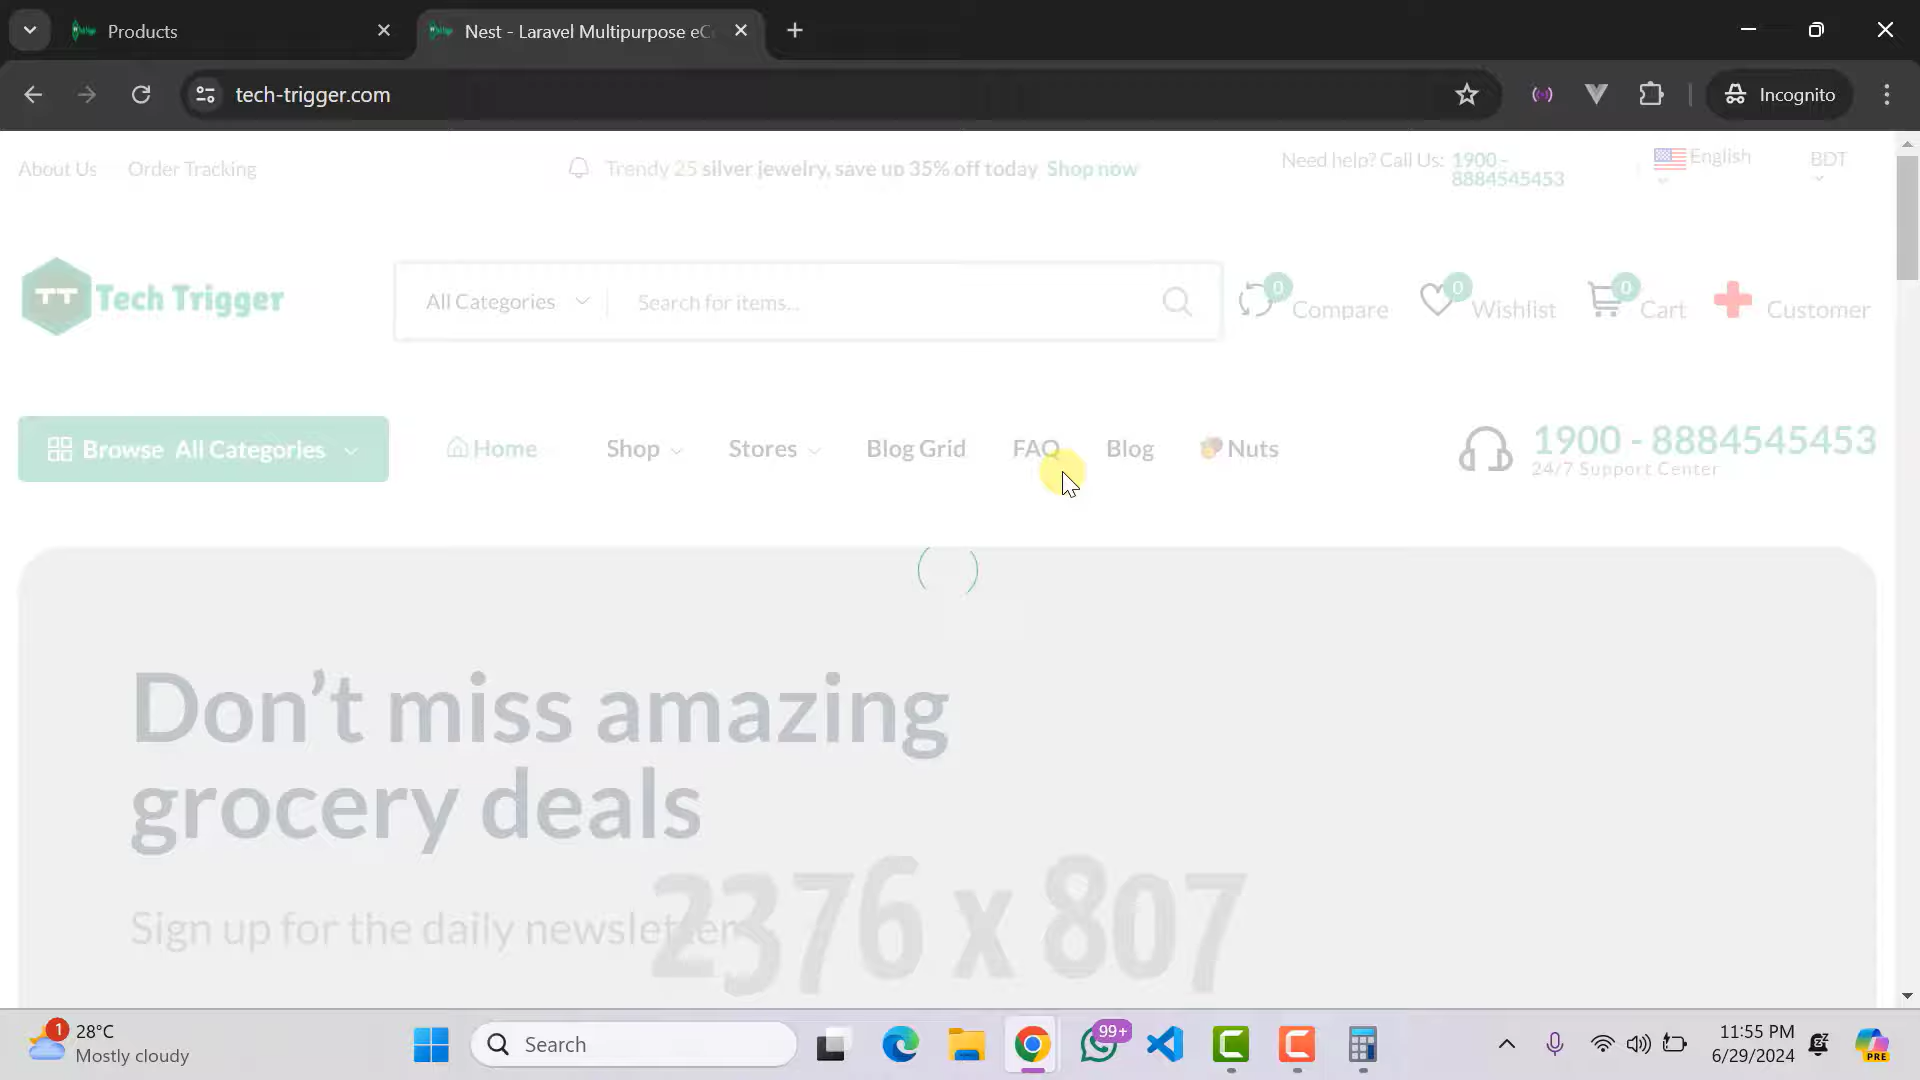 Products
Nest - Laravel Multipurpose eC
tech-trigger.com
Incognito
About Us
Order Tracking
Trendy 25 silver jewelry, save up 35% off today Shop now
Need help? Call Us: 1900 -
8884545453
English
BDT
TT Tech Trigger
All Categories
Search for items...
0
Compare
0
Wishlist
0
Cart
Customer
Browse All Categories
Home
Shop
Stores
Blog Grid
FAQ
Blog
Nuts
1900 - 8884545453
24/7 Support Center
Don't miss amazing
grocery deals
Sign up for the daily newsletter
2376 x 807
1
28°C
Mostly cloudy
Search
99+
11:55 PM
6/29/2024
PRE